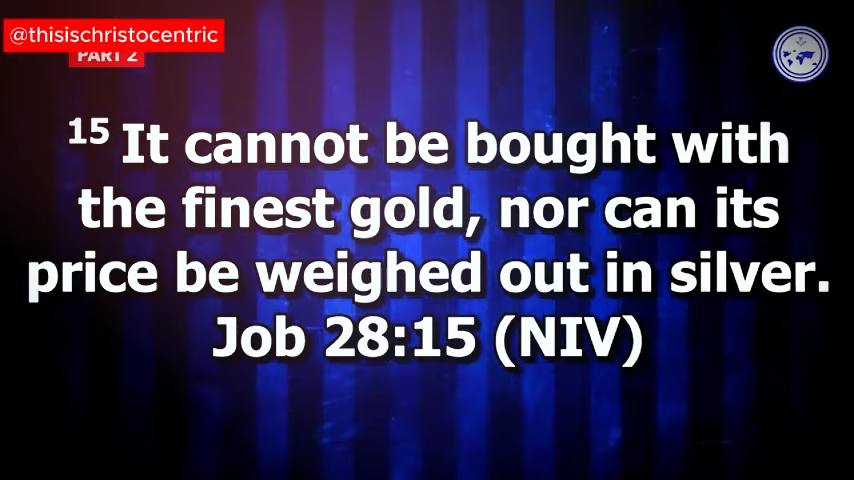 @thisischristocentric
PART 2
15 It cannot be bought with
the finest gold, nor can its
price be weighed out in silver.
Job 28:15 (NIV)